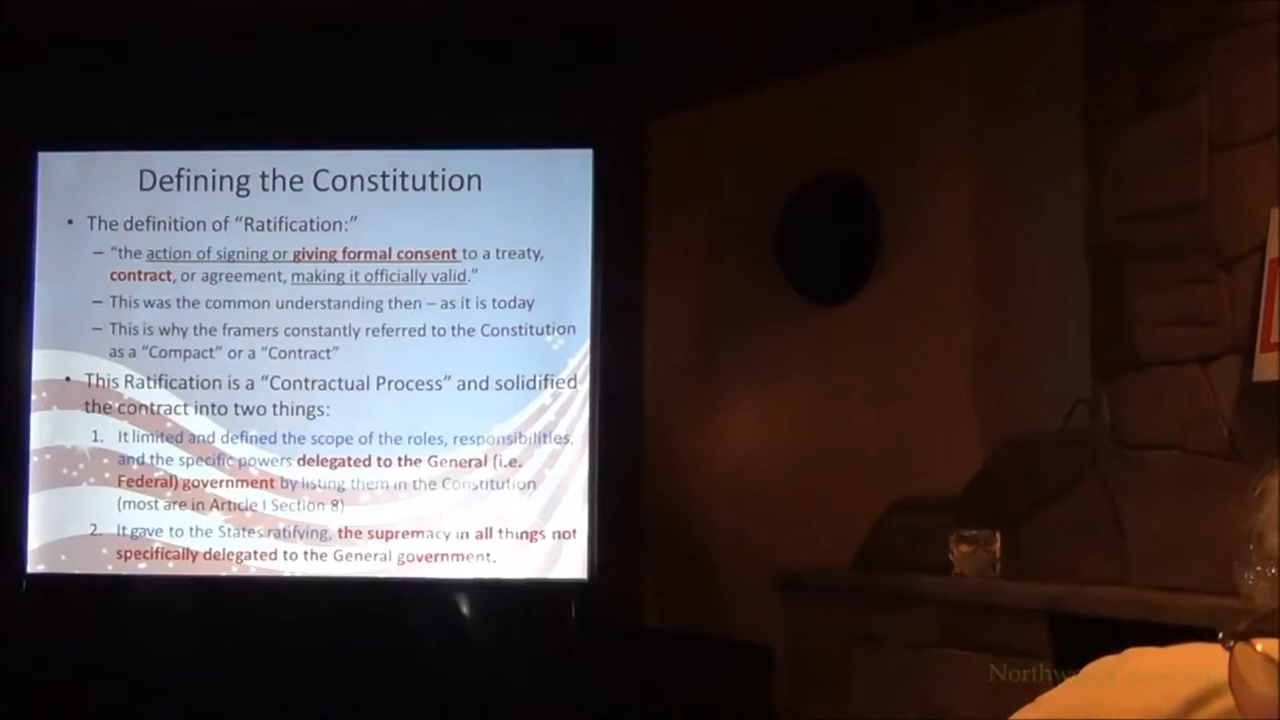 Defining the Constitution
• The definition of “Ratification:”
– “the action of signing or giving formal consent to a treaty,
contract, or agreement, making it officially valid.”
– This was the common understanding then – as it is today
– This is why the framers constantly referred to the Constitution
as a “Compact” or a “Contract”
• This Ratification is a “Contractual Process” and solidified
the contract into two things:
1. It limited and defined the scope of the roles, responsibilities,
and the specific powers delegated to the General (i.e.
Federal) government by listing them in the Constitution
(most are in Article I Section 8)
2. It gave to the States ratifying, the supremacy in all things not
specifically delegated to the General government.